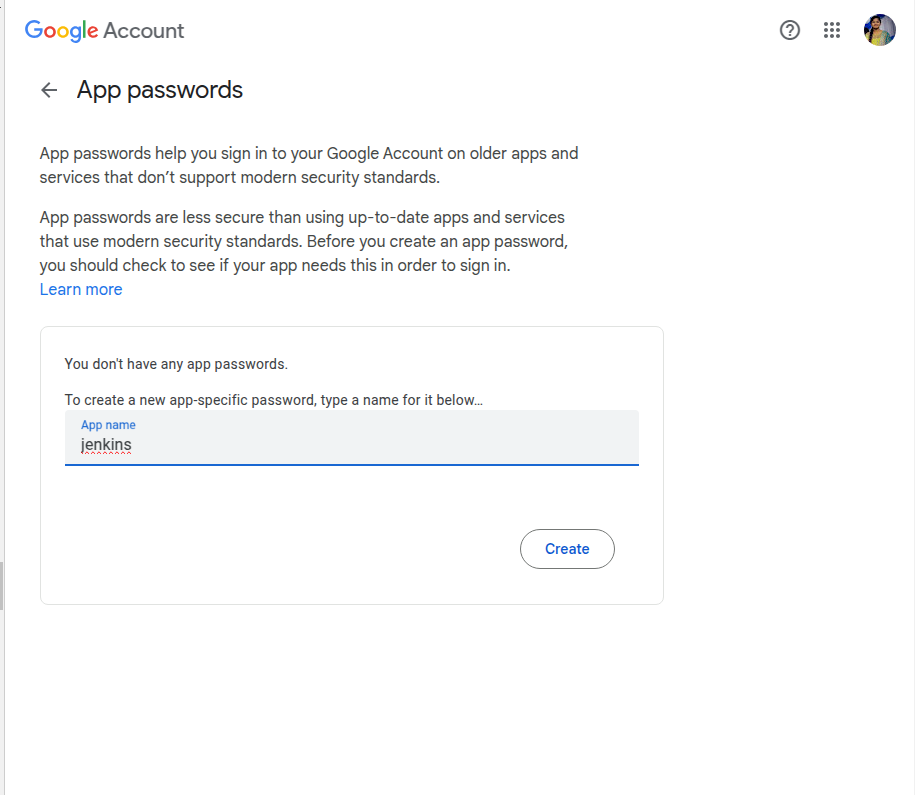 Google Account
App passwords
App passwords help you sign in to your Google Account on older apps and
services that don’t support modern security standards.
App passwords are less secure than using up-to-date apps and services
that use modern security standards. Before you create an app password,
you should check to see if your app needs this in order to sign in.
Learn more
You don't have any app passwords.
To create a new app-specific password, type a name for it below…
App name
jenkins
Create